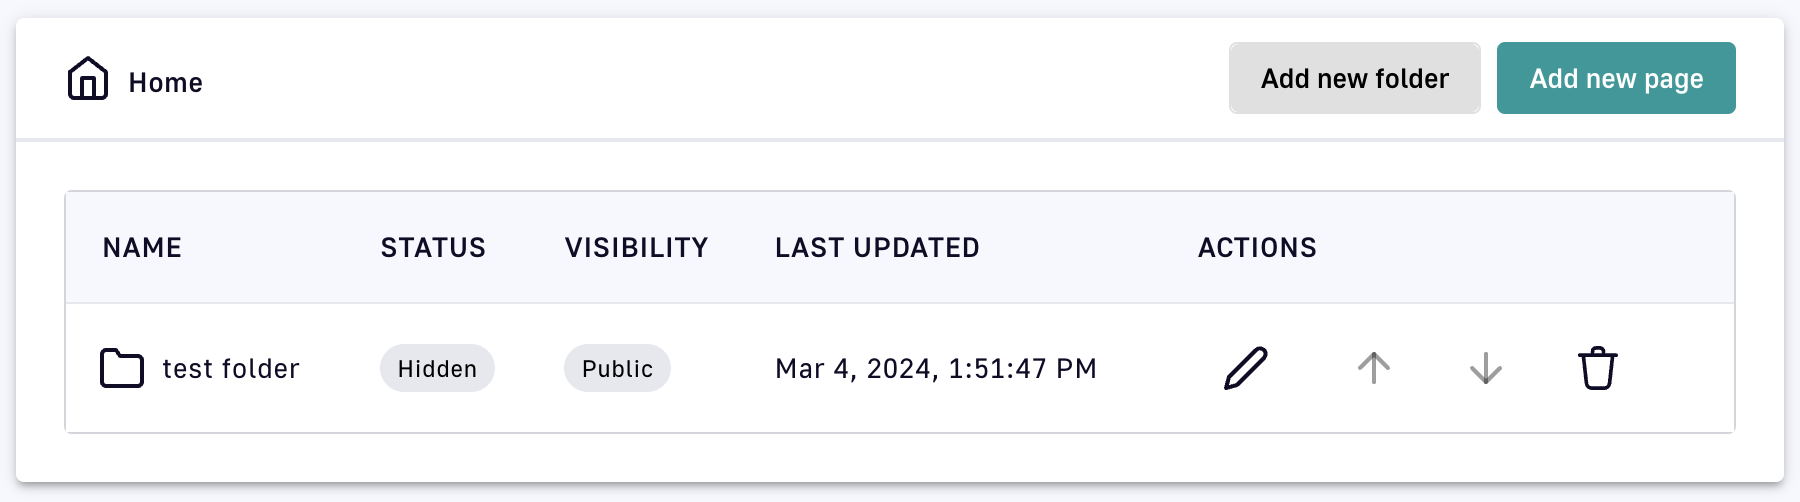 Home
Add new folder
Add new page
NAME STATUS VISIBILITY LAST UPDATED ACTIONS
test folder Hidden Public Mar 4, 2024, 1:51:47 PM